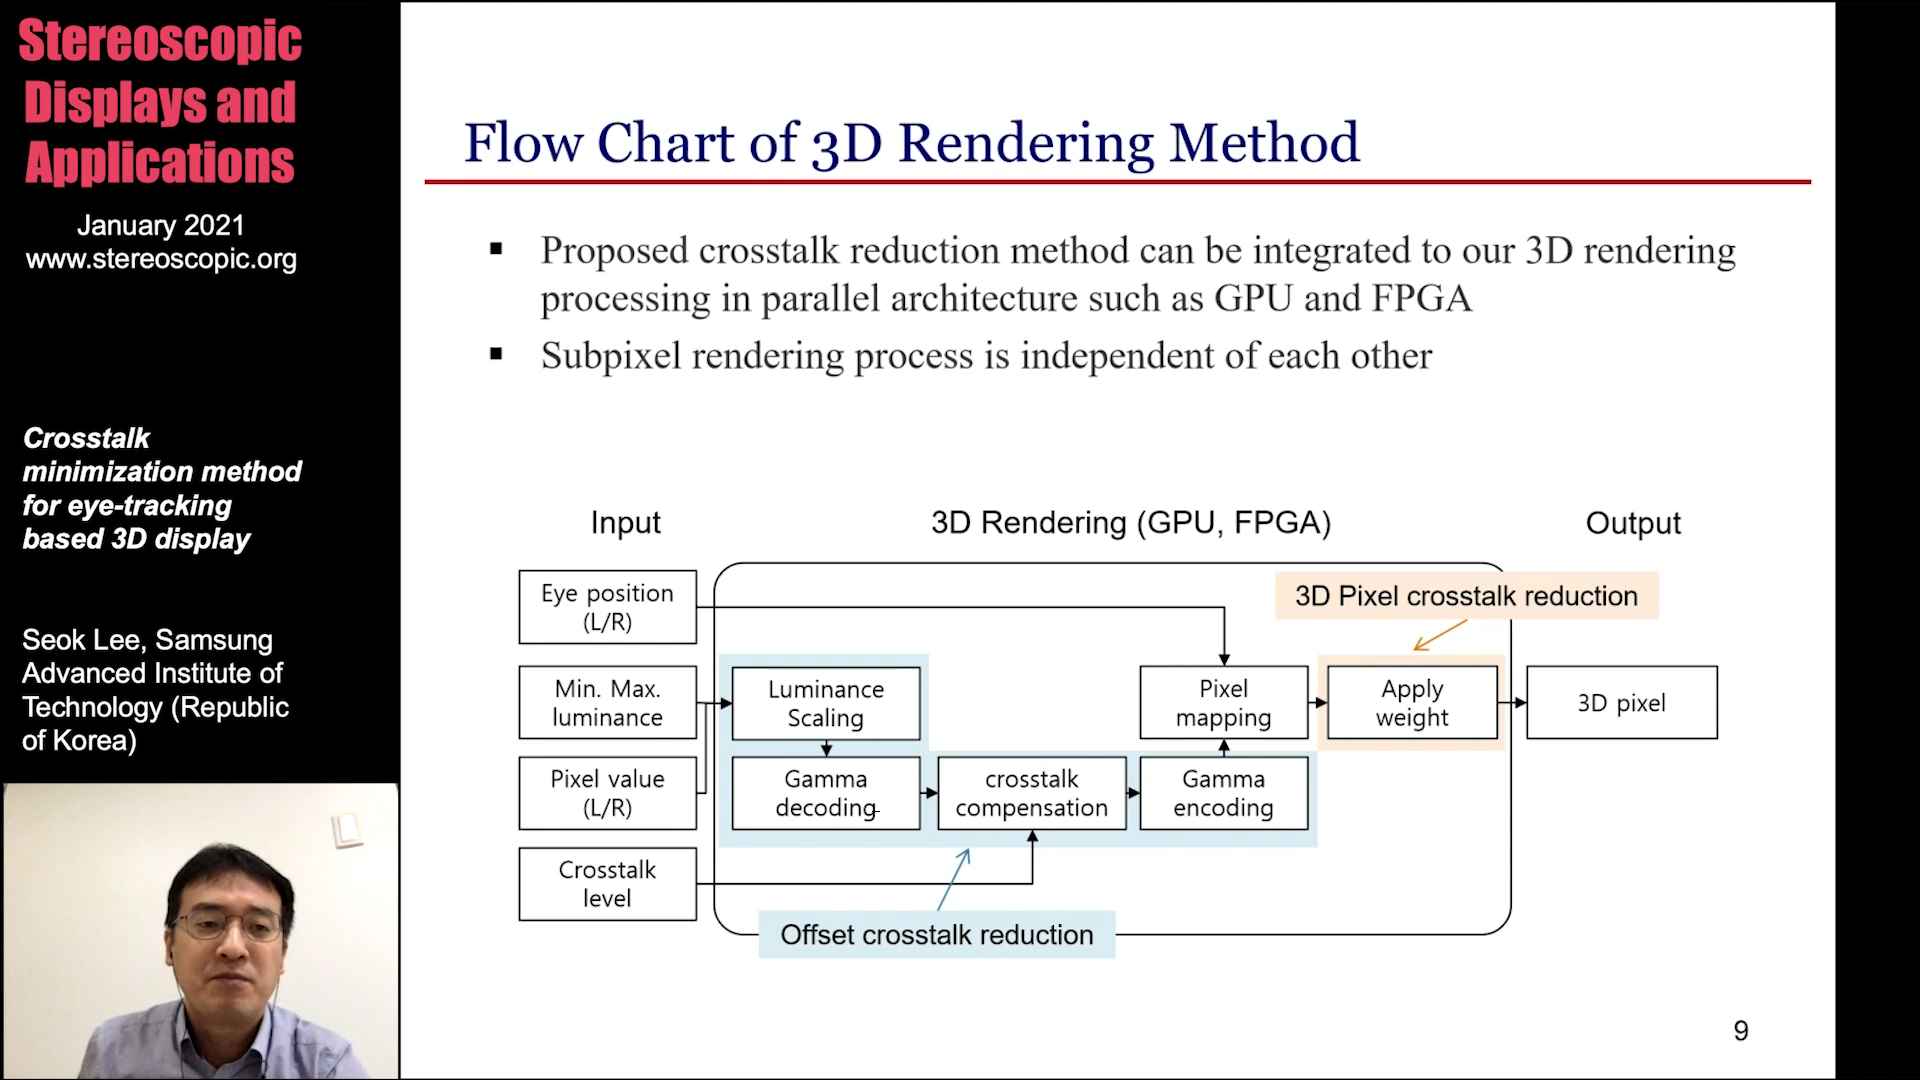 Stereoscopic
Displays and
Applications
January 2021
www.stereoscopic.org
Crosstalk
minimization method
for eye-tracking
based 3D display
Seok Lee, Samsung
Advanced Institute of
Technology (Republic
of Korea)
Flow Chart of 3D Rendering Method
▪ Proposed crosstalk reduction method can be integrated to our 3D rendering
processing in parallel architecture such as GPU and FPGA
▪ Subpixel rendering process is independent of each other
Input
3D Rendering (GPU, FPGA)
Output
Eye position
(L/R)
3D Pixel crosstalk reduction
Min. Max.
luminance
Luminance
Scaling
Pixel
mapping
Apply
weight
3D pixel
Pixel value
(L/R)
Gamma
decoding
crosstalk
compensation
Gamma
encoding
Crosstalk
level
Offset crosstalk reduction
9